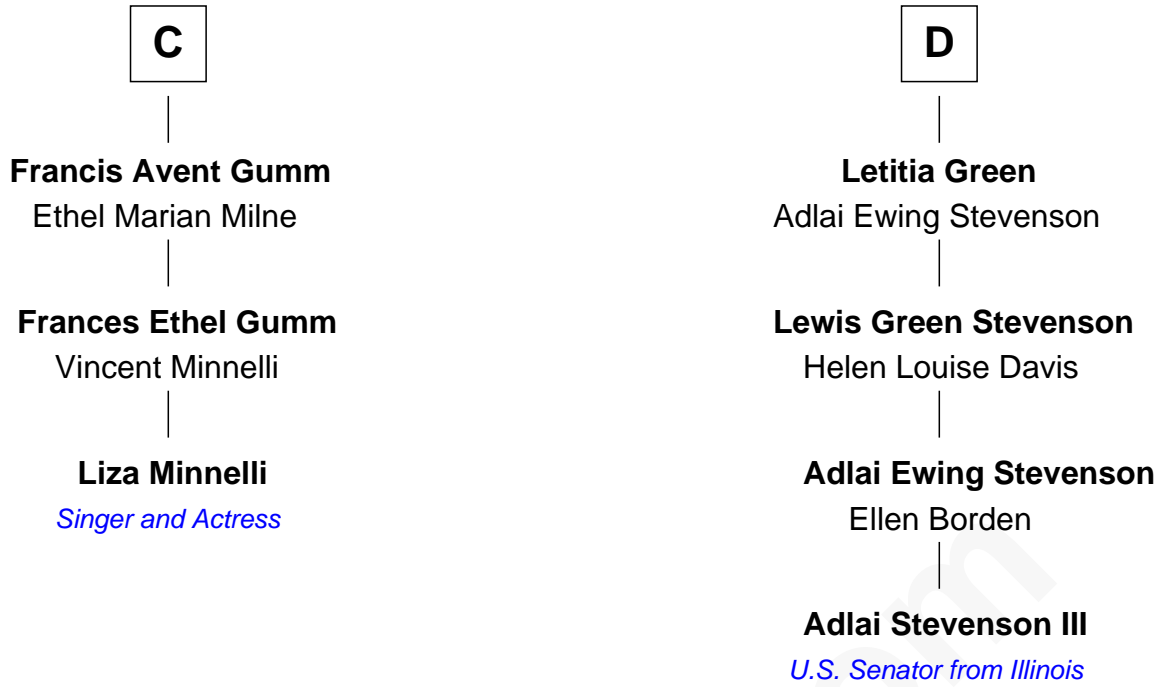 C
Francis Avent Gumm
Ethel Marian Milne
Frances Ethel Gumm
Vincent Minnelli
Liza Minnelli
Singer and Actress
D
Letitia Green
Adlai Ewing Stevenson
Lewis Green Stevenson
Helen Louise Davis
Adlai Ewing Stevenson
Ellen Borden
Adlai Stevenson III
U.S. Senator from Illinois